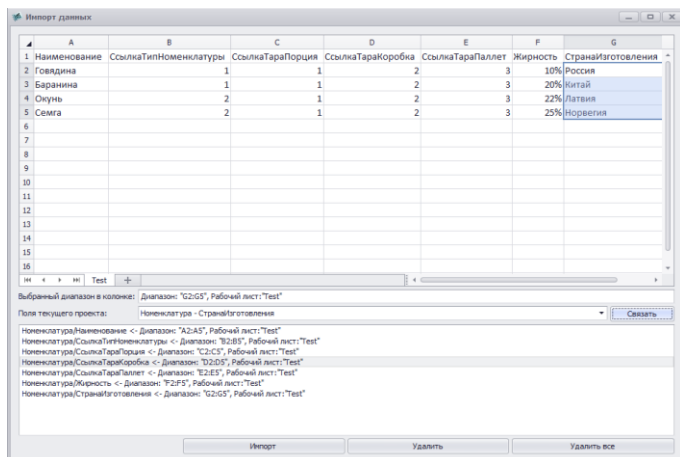 Импорт данных
A B C D E F G
1 Наименование СсылкаТипНоменклатуры СсылкаТараПорция СсылкаТараКоробка СсылкаТараПаллет Жирность СтранаИзготовления
2 Говядина 1 1 2 3 10% Россия
3 Баранина 1 1 2 3 20% Китай
4 Окунь 2 1 2 3 22% Латвия
5 Семга 2 1 2 3 25% Норвегия
6
7
8
9
10
11
12
13
14
15
16
Test
Выбранный диапазон в колонке: Диапазон: "G2:G5", Рабочий лист:"Test"
Поля текущего проекта: Номенклатура - СтранаИзготовления Связать
Номенклатура/Наименование <- Диапазон: "A2:A5", Рабочий лист:"Test"
Номенклатура/СсылкаТипНоменклатуры <- Диапазон: "B2:B5", Рабочий лист:"Test"
Номенклатура/СсылкаТараПорция <- Диапазон: "C2:C5", Рабочий лист:"Test"
Номенклатура/СсылкаТараКоробка <- Диапазон: "D2:D5", Рабочий лист:"Test"
Номенклатура/СсылкаТараПаллет <- Диапазон: "E2:E5", Рабочий лист:"Test"
Номенклатура/Жирность <- Диапазон: "F2:F5", Рабочий лист:"Test"
Номенклатура/СтранаИзготовления <- Диапазон: "G2:G5", Рабочий лист:"Test"
Импорт Удалить Удалить все